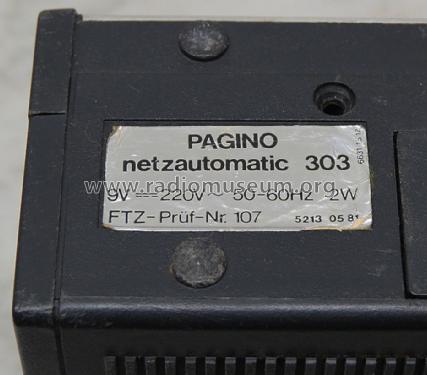 PAGINO
netzautomatic 303
9V 220V~ 50-60Hz 2W
FTZ-Prüf-Nr. 107 5213 05 81
www.radiomuseum.org